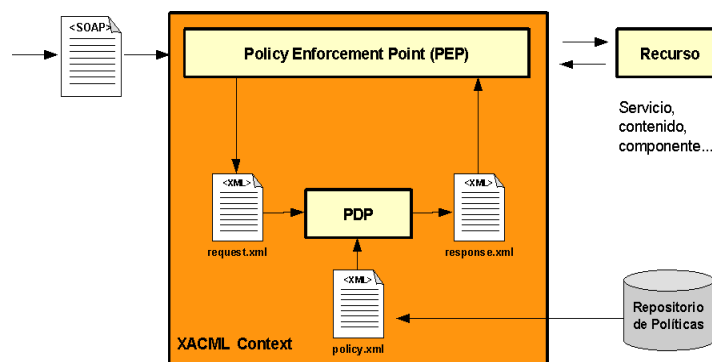 <SOAP>
Policy Enforcement Point (PEP)
Recurso
Servicio,
contenido,
componente...
<XML>
request.xml
PDP
<XML>
response.xml
<XML>
policy.xml
Repositorio
de Políticas
XACML Context